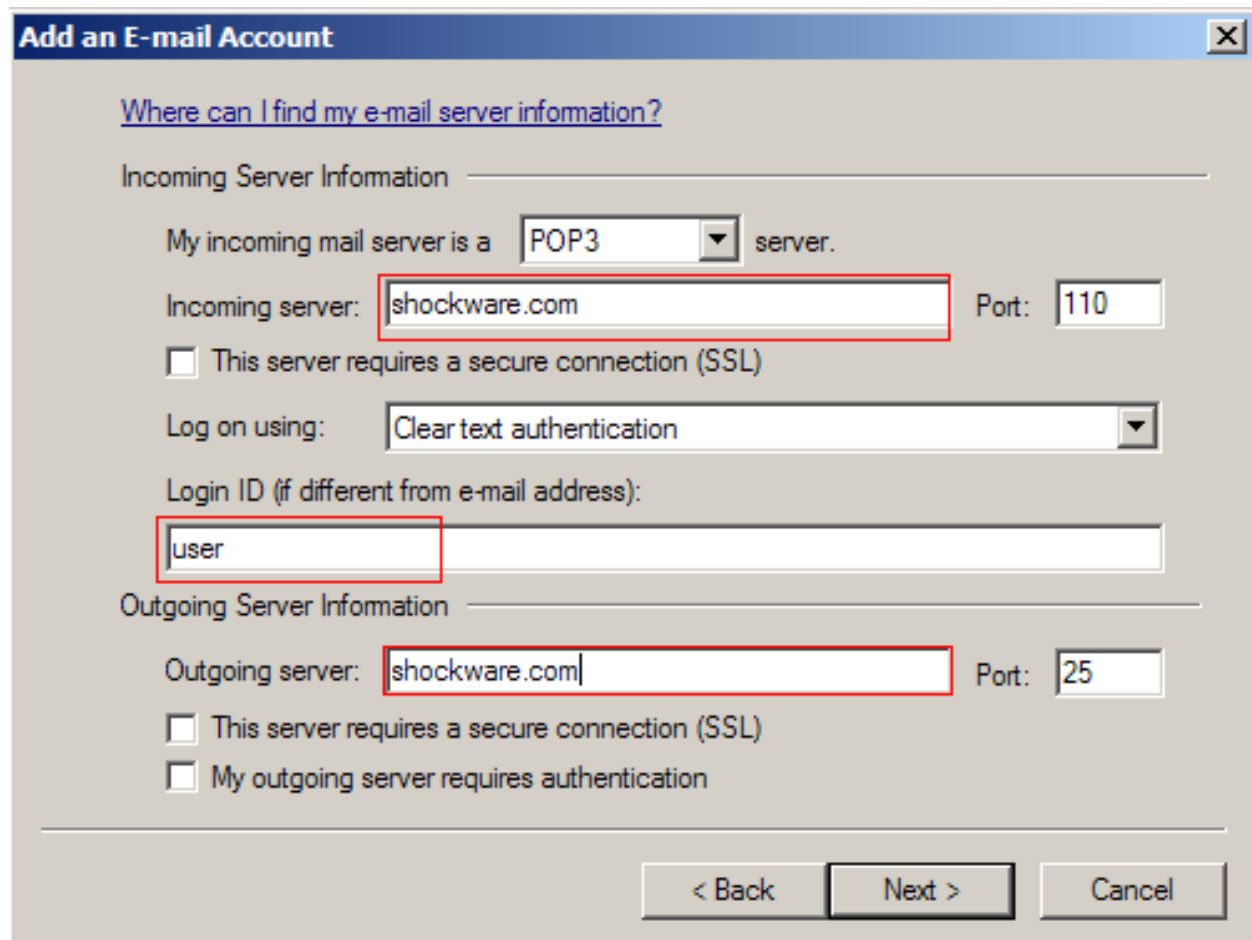 Add an E-mail Account
Where can I find my e-mail server information?
Incoming Server Information
My incoming mail server is a POP3 server.
Incoming server: shockware.com Port: 110
This server requires a secure connection (SSL)
Log on using: Clear text authentication
Login ID (if different from e-mail address):
user
Outgoing Server Information
Outgoing server: shockware.com Port: 25
This server requires a secure connection (SSL)
My outgoing server requires authentication
< Back Next > Cancel